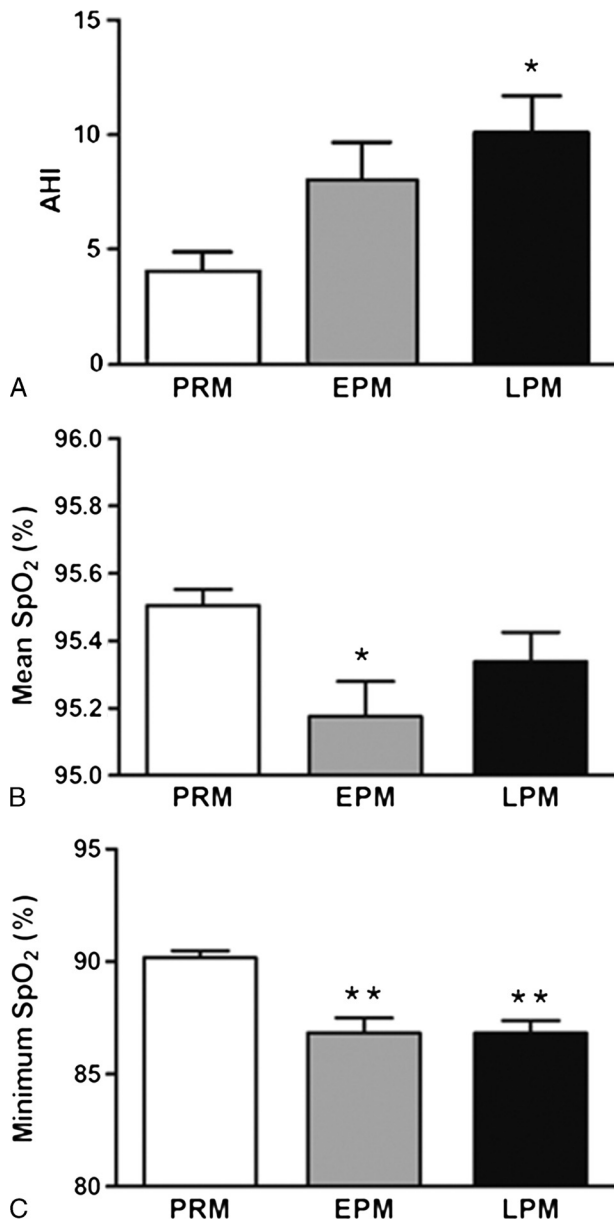 15
10
5
0
AHI
*
PRM EPM LPM
A
96.0
95.8
95.6
95.4
95.2
95.0
Mean SpO₂ (%)
*
PRM EPM LPM
B
95
90
85
80
Minimum SpO₂ (%)
** **
PRM EPM LPM
C